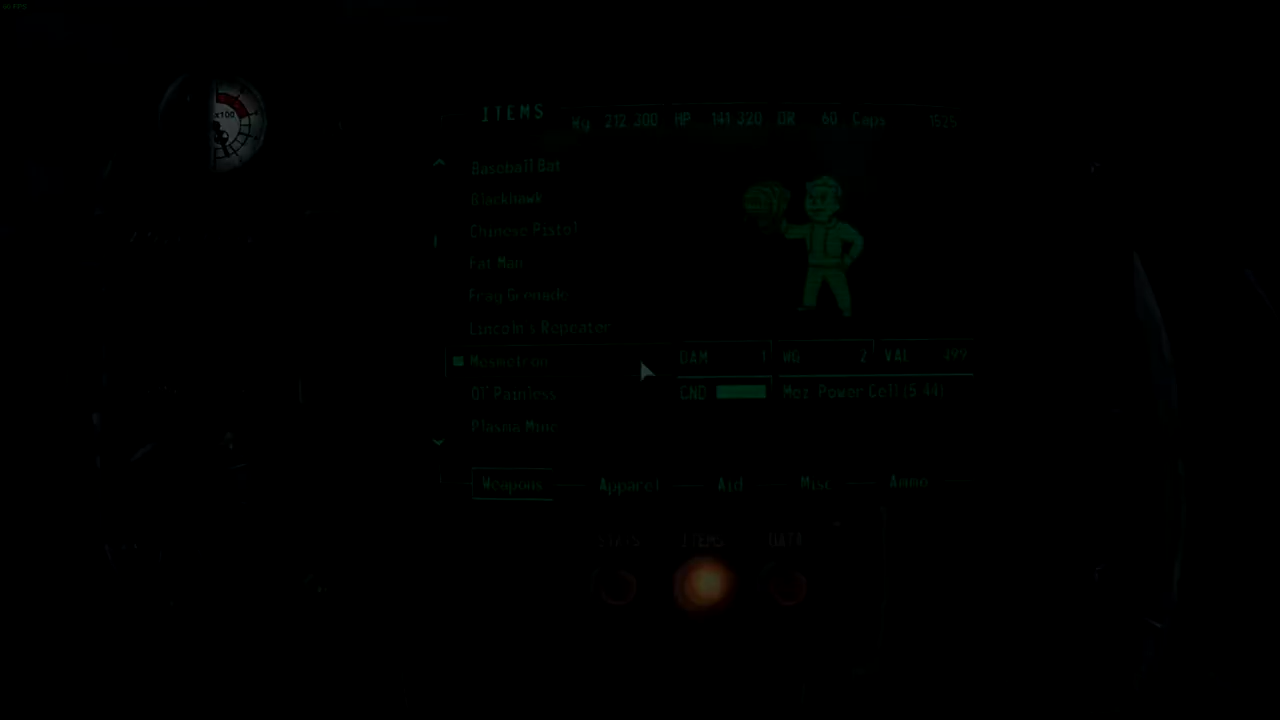 ITEMS Wg 212/300 HP 141/320 DR 60 Caps 1525
x100
Baseball Bat
Blackhawk
Chinese Pistol
Fat Man
Frag Grenade
Lincoln's Repeater
Mesmetron
DAM 1 WG 2 VAL 499
Ol' Painless
CND Mez Power Cell (5/44)
Plasma Mine
Weapons Apparel Aid Misc Ammo
STATS ITEMS DATA